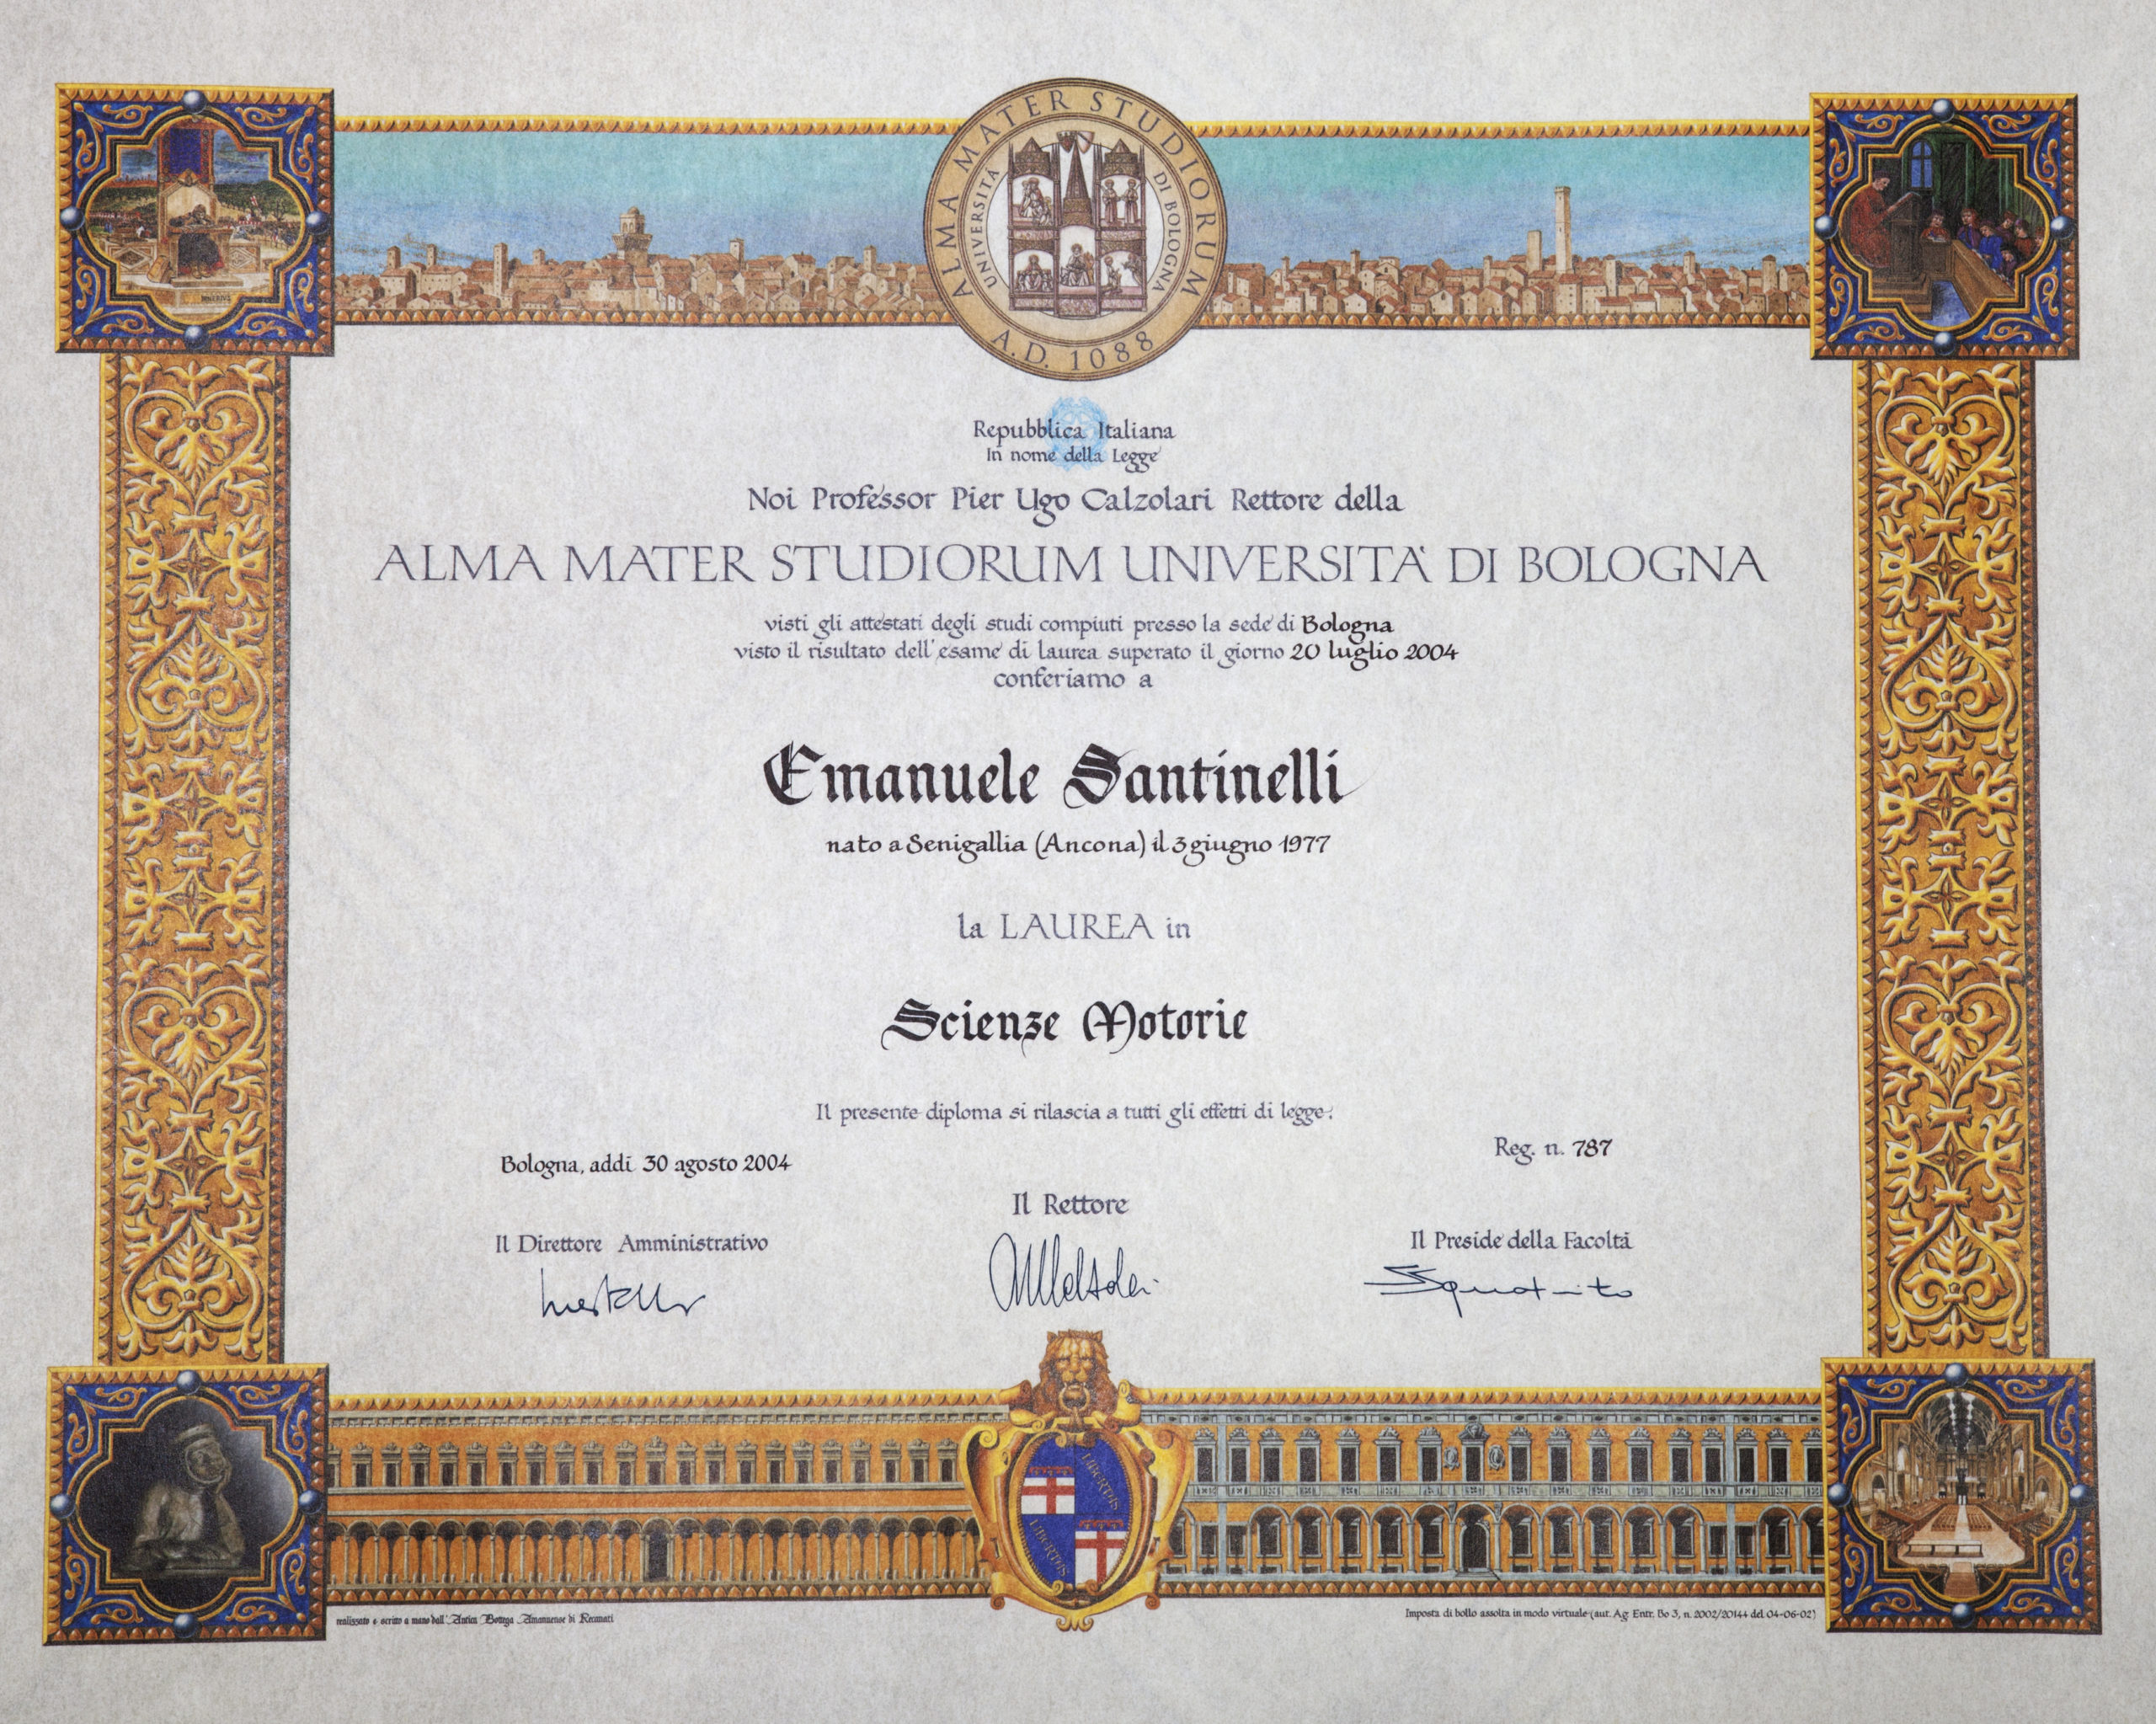 ALMA MATER STUDIORUM
UNIVERSITÀ DI BOLOGNA
A.D. 1088
Repubblica Italiana
In nome della Legge
Noi Professor Pier Ugo Calzolari Rettore della
ALMA MATER STUDIORUM UNIVERSITA' DI BOLOGNA
visti gli attestati degli studi compiuti presso la sede di Bologna
visto il risultato dell'esame di laurea superato il giorno 20 luglio 2004
conferiamo a
Emanuele Santinelli
nato a Senigallia (Ancona) il 3 giugno 1977
la LAUREA in
Scienze Motorie
Il presente diploma si rilascia a tutti gli effetti di legge.
Reg. n. 787
Bologna, addì 30 agosto 2004
Il Rettore
Il Direttore Amministrativo
Il Preside della Facoltà
LIBERTAS
LIBERTAS
realizzato e scritto a mano dall'Antica Bottega Amanuense di Recanati
Imposta di bollo assolta in modo virtuale (aut. Ag. Entr. Bo 3, n. 2002/20144 del 04-06-02)